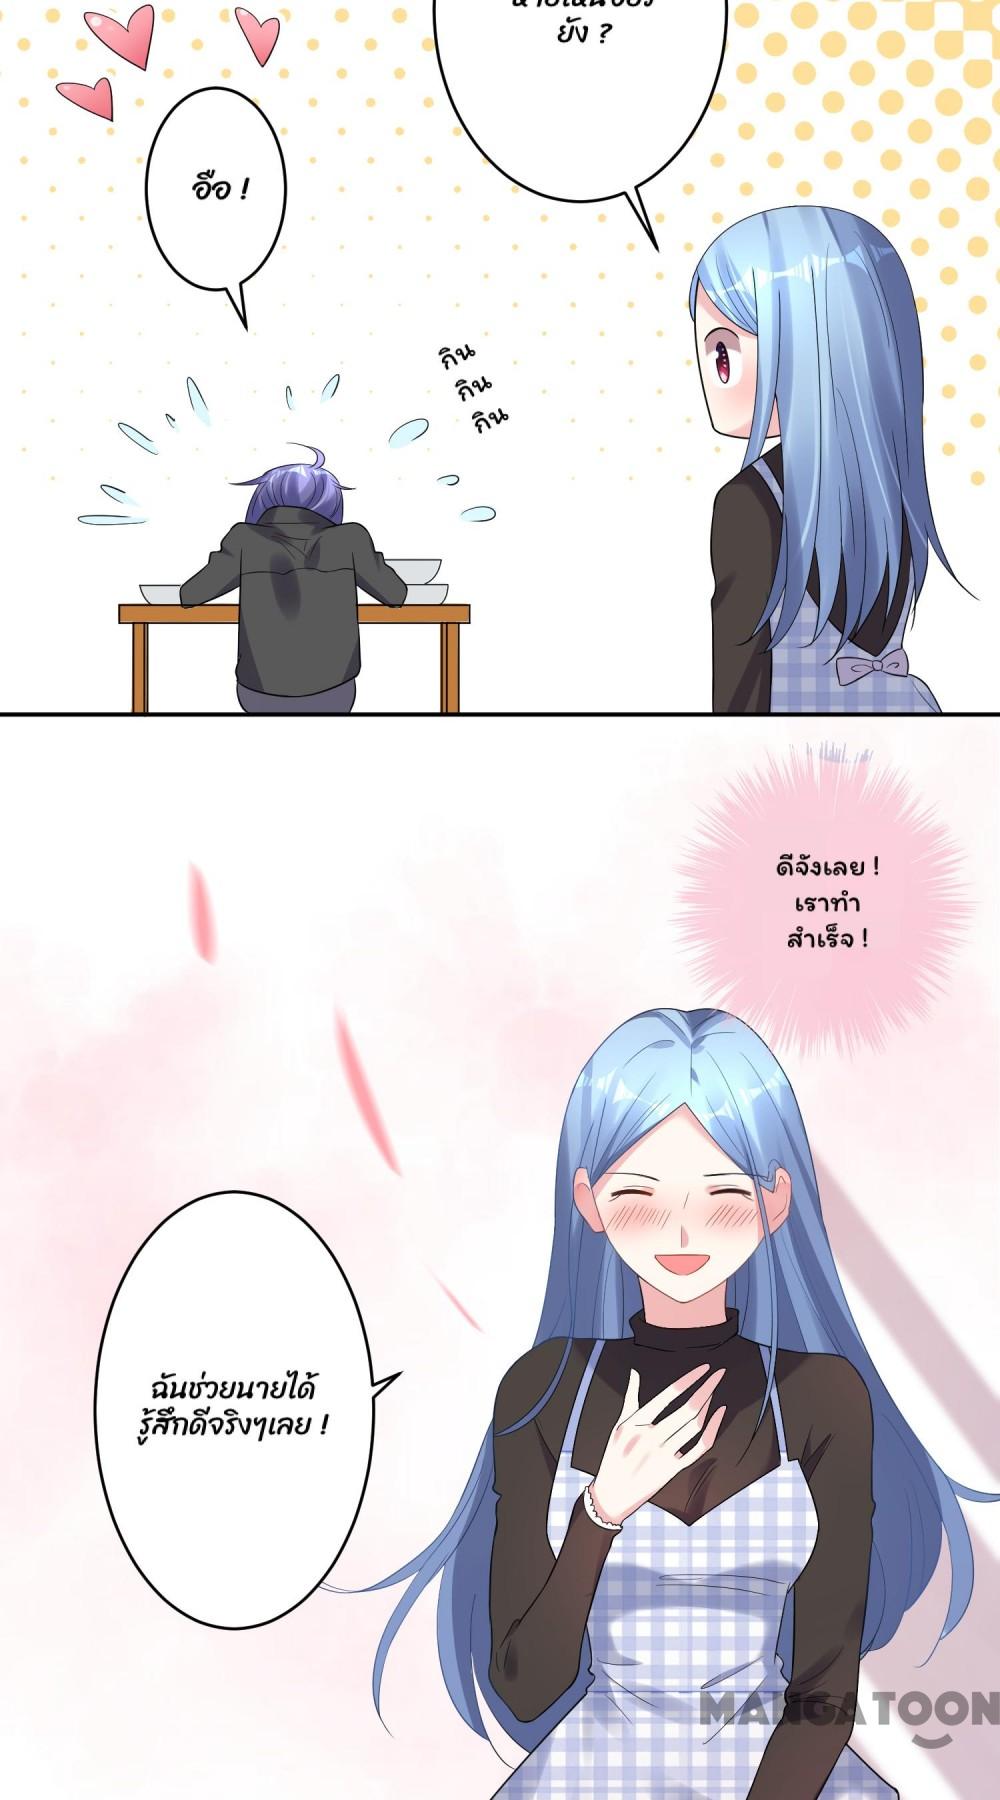 ยัง ?
อือ !
กิน
กิน
กิน
ดีจังเลย !
เราทำ
สำเร็จ !
ฉันช่วยนายได้
รู้สึกดีจริงๆเลย !
MANGATOON